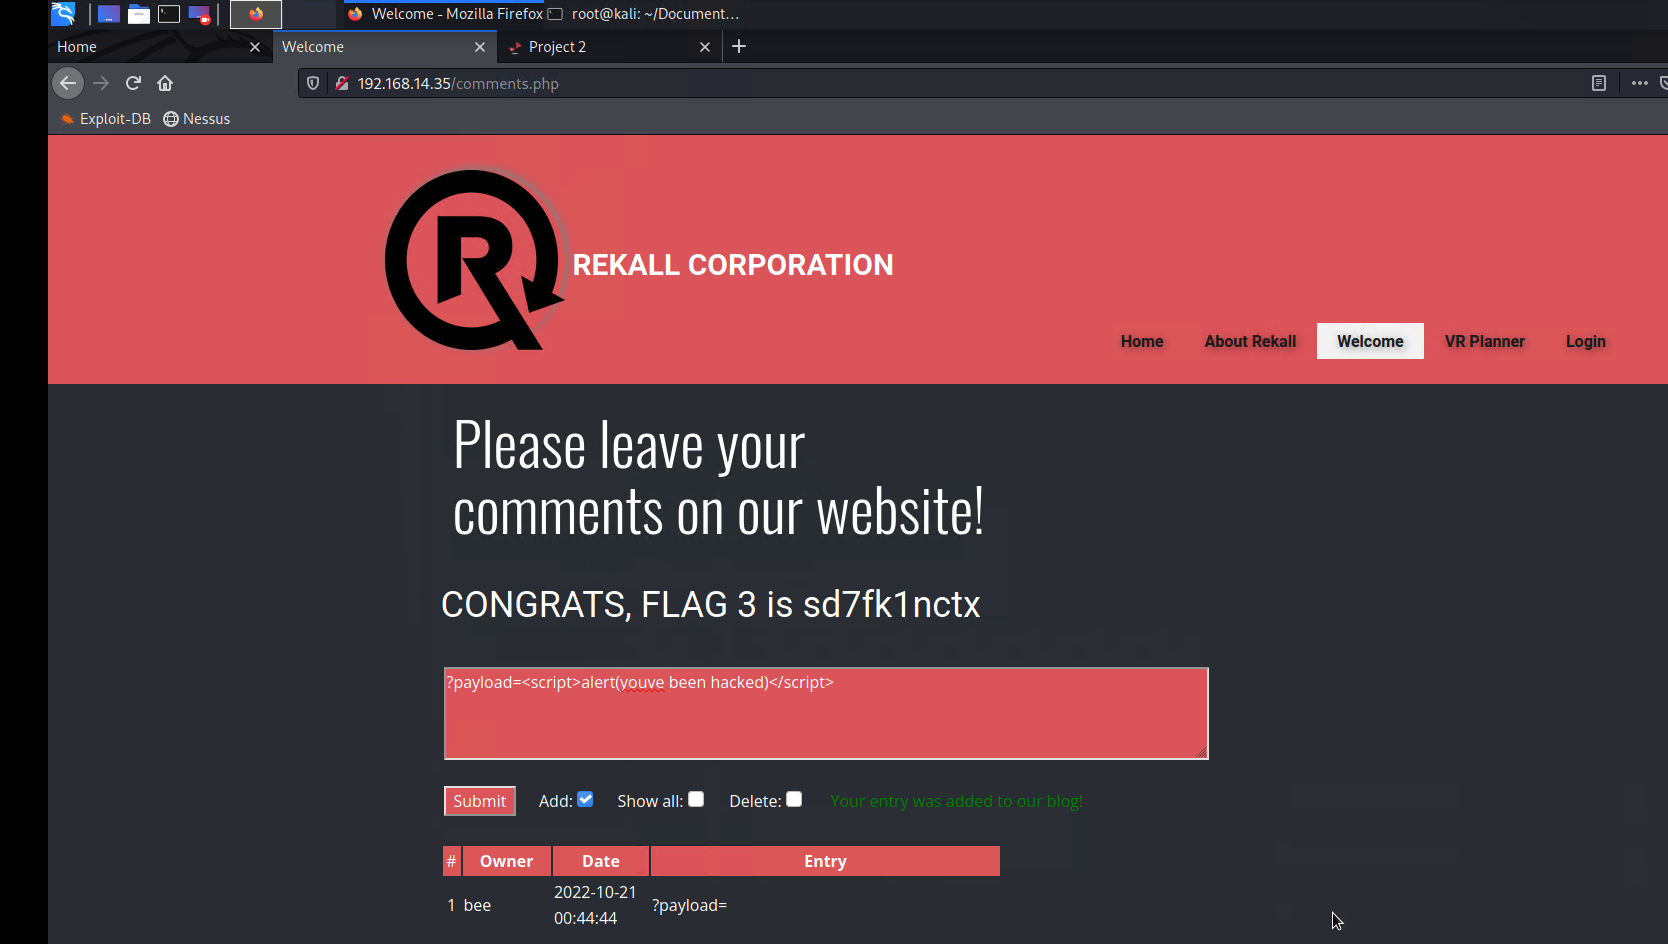 Welcome - Mozilla Firefox root@kali: ~/Document...
Home Welcome Project 2
192.168.14.35/comments.php
Exploit-DB Nessus
R
REKALL CORPORATION
Home About Rekall Welcome VR Planner Login
Please leave your
comments on our website!
CONGRATS, FLAG 3 is sd7fk1nctx
?payload=<script>alert(youve been hacked)</script>
Submit Add: Show all: Delete: Your entry was added to our blog!
# Owner Date Entry
1 bee 2022-10-21 ?payload=
00:44:44